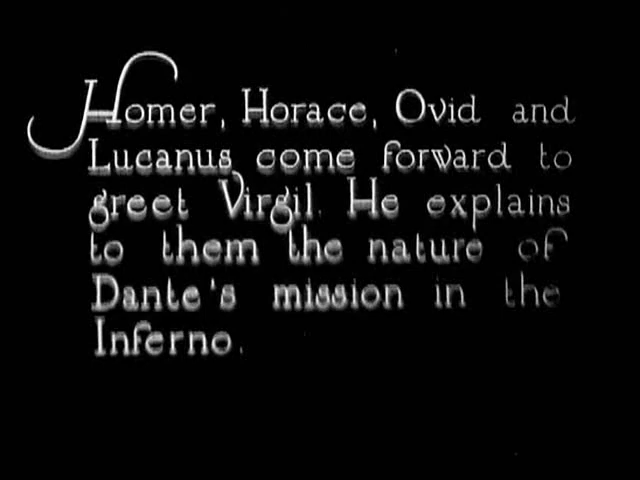 Homer, Horace, Ovid and
Lucanus come forward to
greet Virgil. He explains
to them the nature of
Dante's mission in the
Inferno.